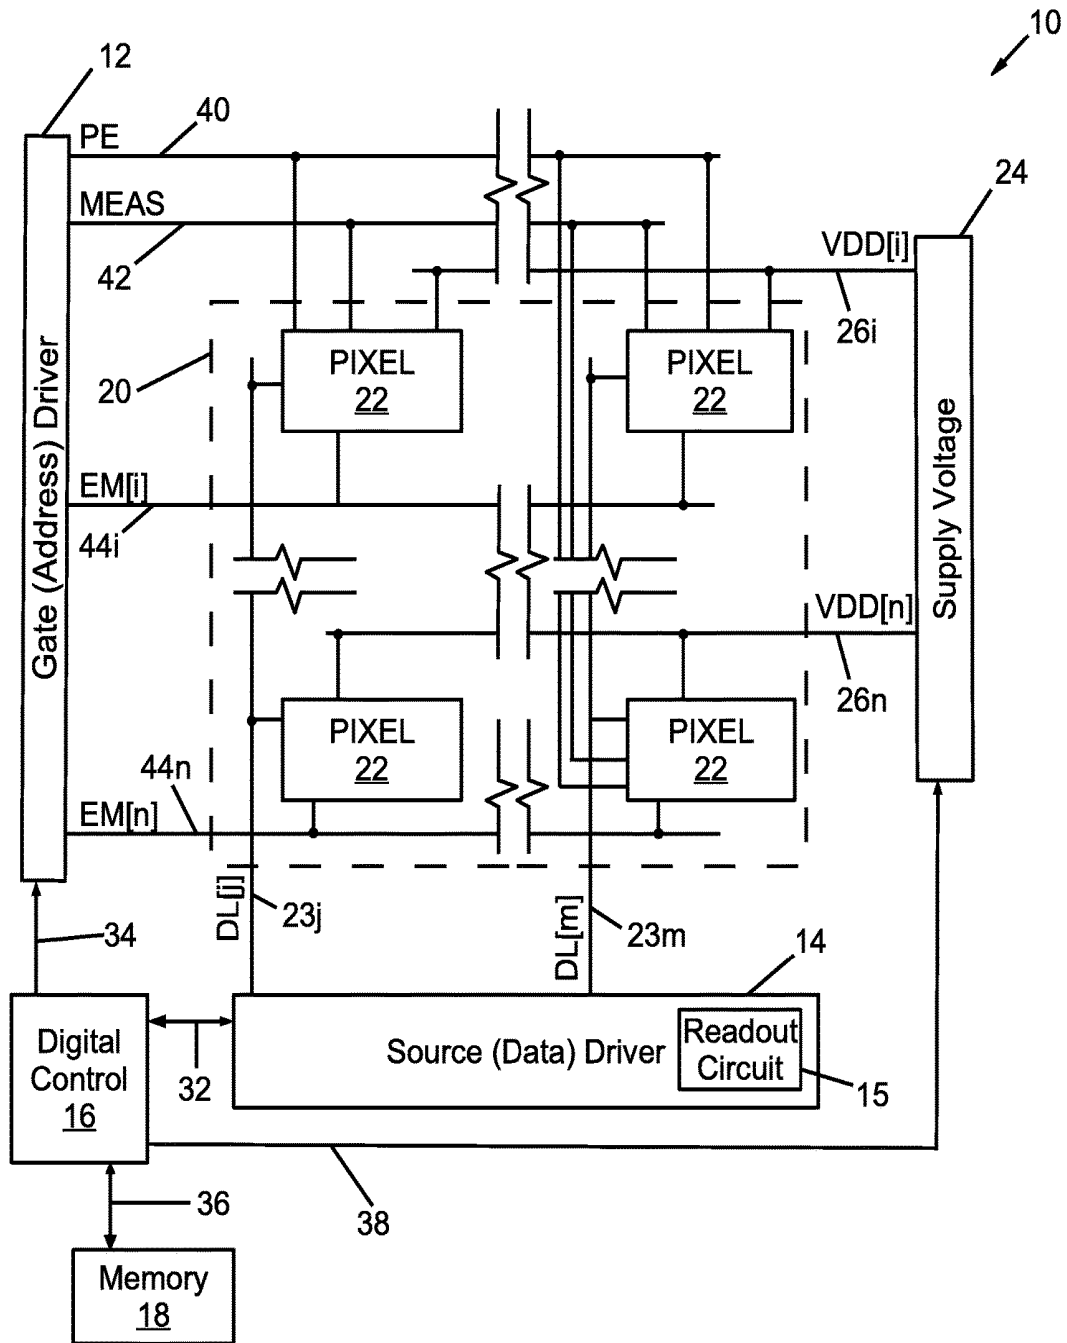 10
12
PE
40
24
MEAS
42
VDD[i]
26i
20
PIXEL
22
PIXEL
22
Gate (Address) Driver
Supply Voltage
EM[i]
44i
VDD[n]
26n
PIXEL
22
PIXEL
22
44n
EM[n]
DL[j]
23j
DL[m]
23m
34
14
Digital
Control
16
32
Source (Data) Driver
Readout
Circuit
15
36
38
Memory
18